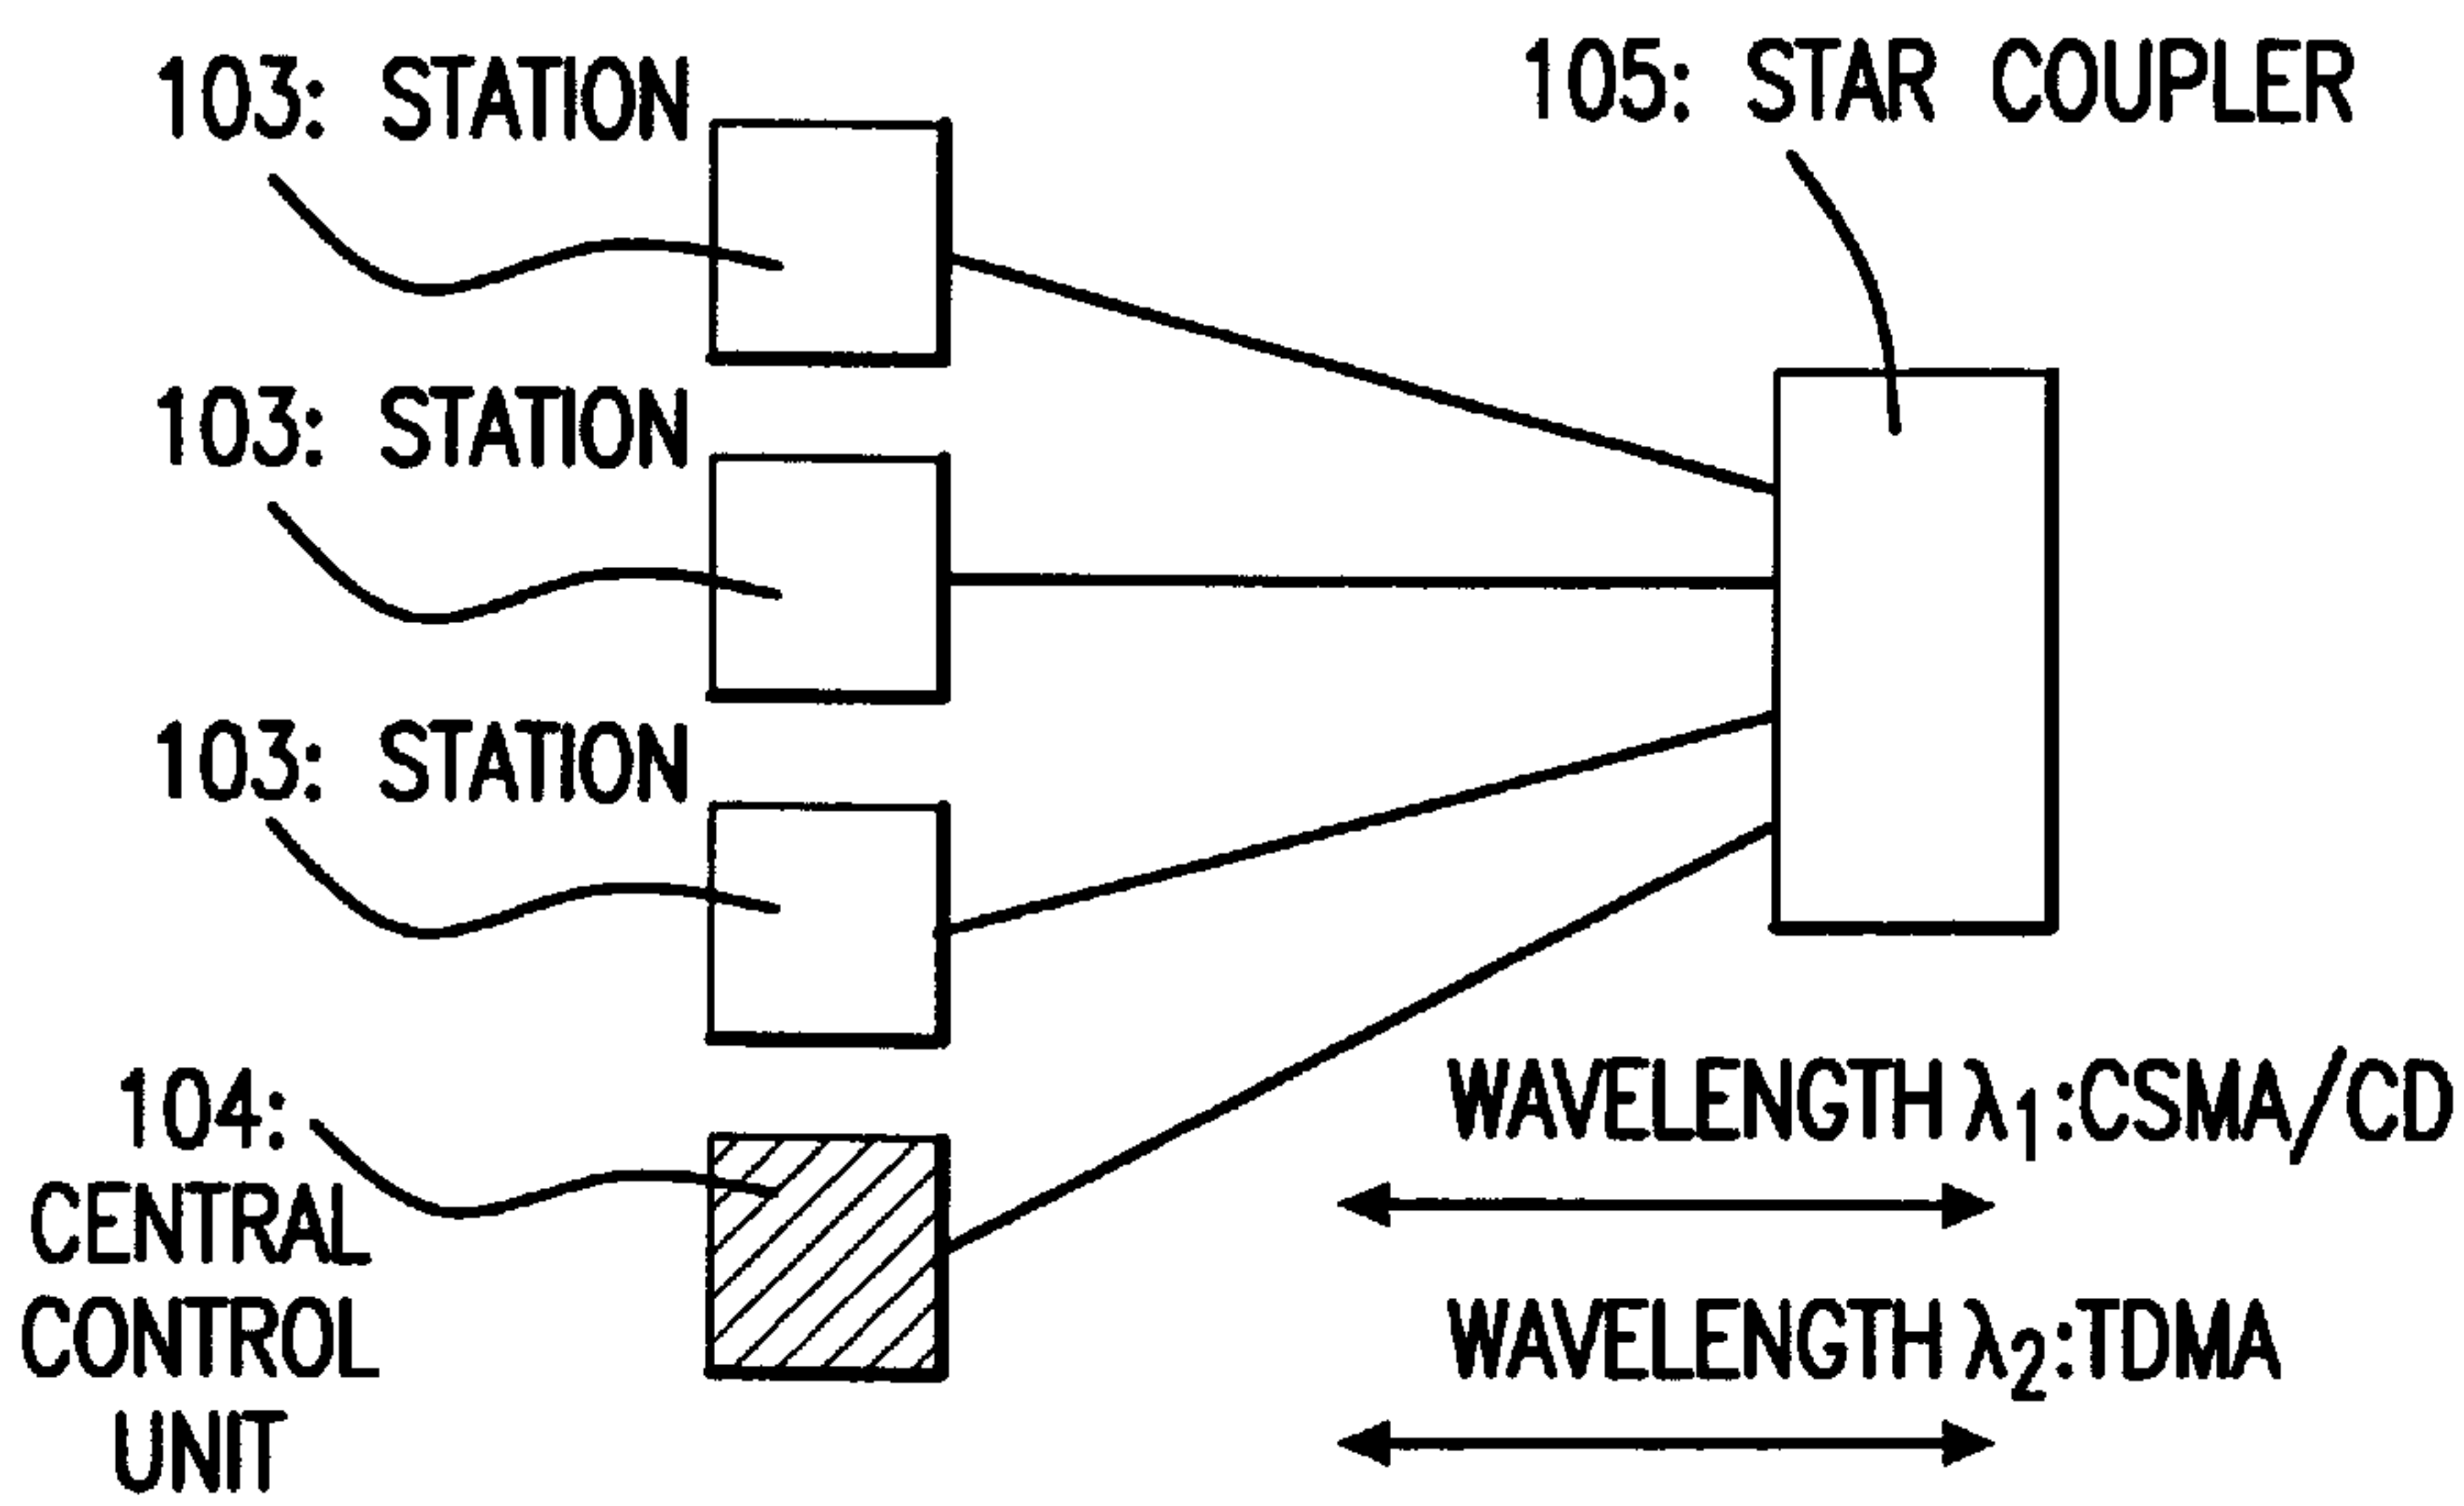 103: STATION
105: STAR COUPLER
103: STATION
103: STATION
104:
CENTRAL
CONTROL
UNIT
WAVELENGTH λ1:CSMA/CD
WAVELENGTH λ2:TDMA